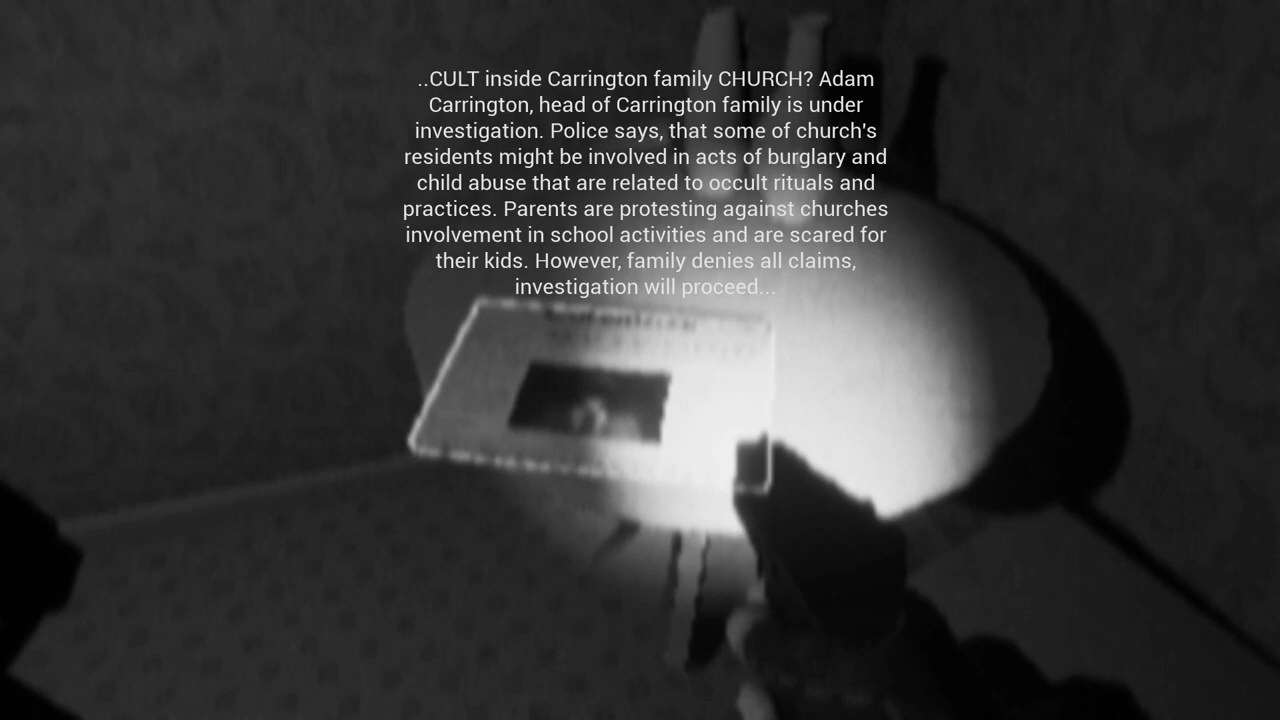 ..CULT inside Carrington family CHURCH? Adam
Carrington, head of Carrington family is under
investigation. Police says, that some of church's
residents might be involved in acts of burglary and
child abuse that are related to occult rituals and
practices. Parents are protesting against churches
involvement in school activities and are scared for
their kids. However, family denies all claims,
investigation will proceed...